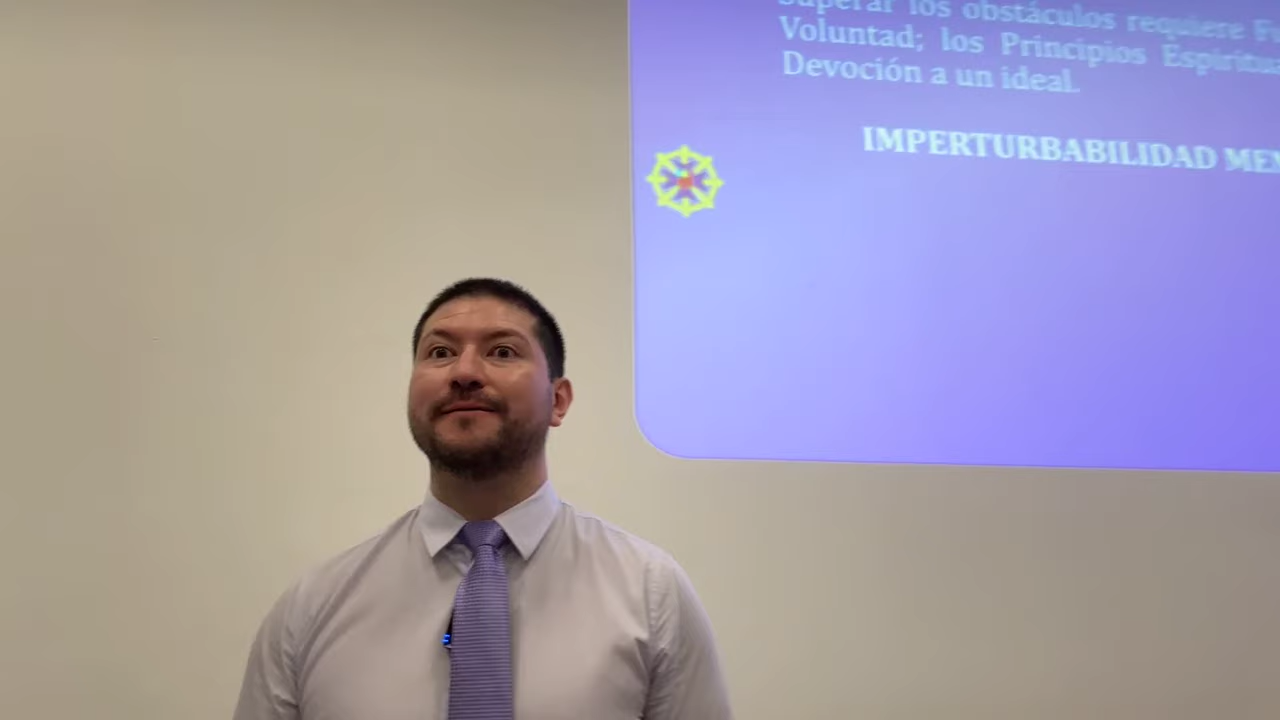 Superar los obstáculos requiere
Voluntad; los Principios
Devoción a un ideal.
IMPERTURBABILIDAD